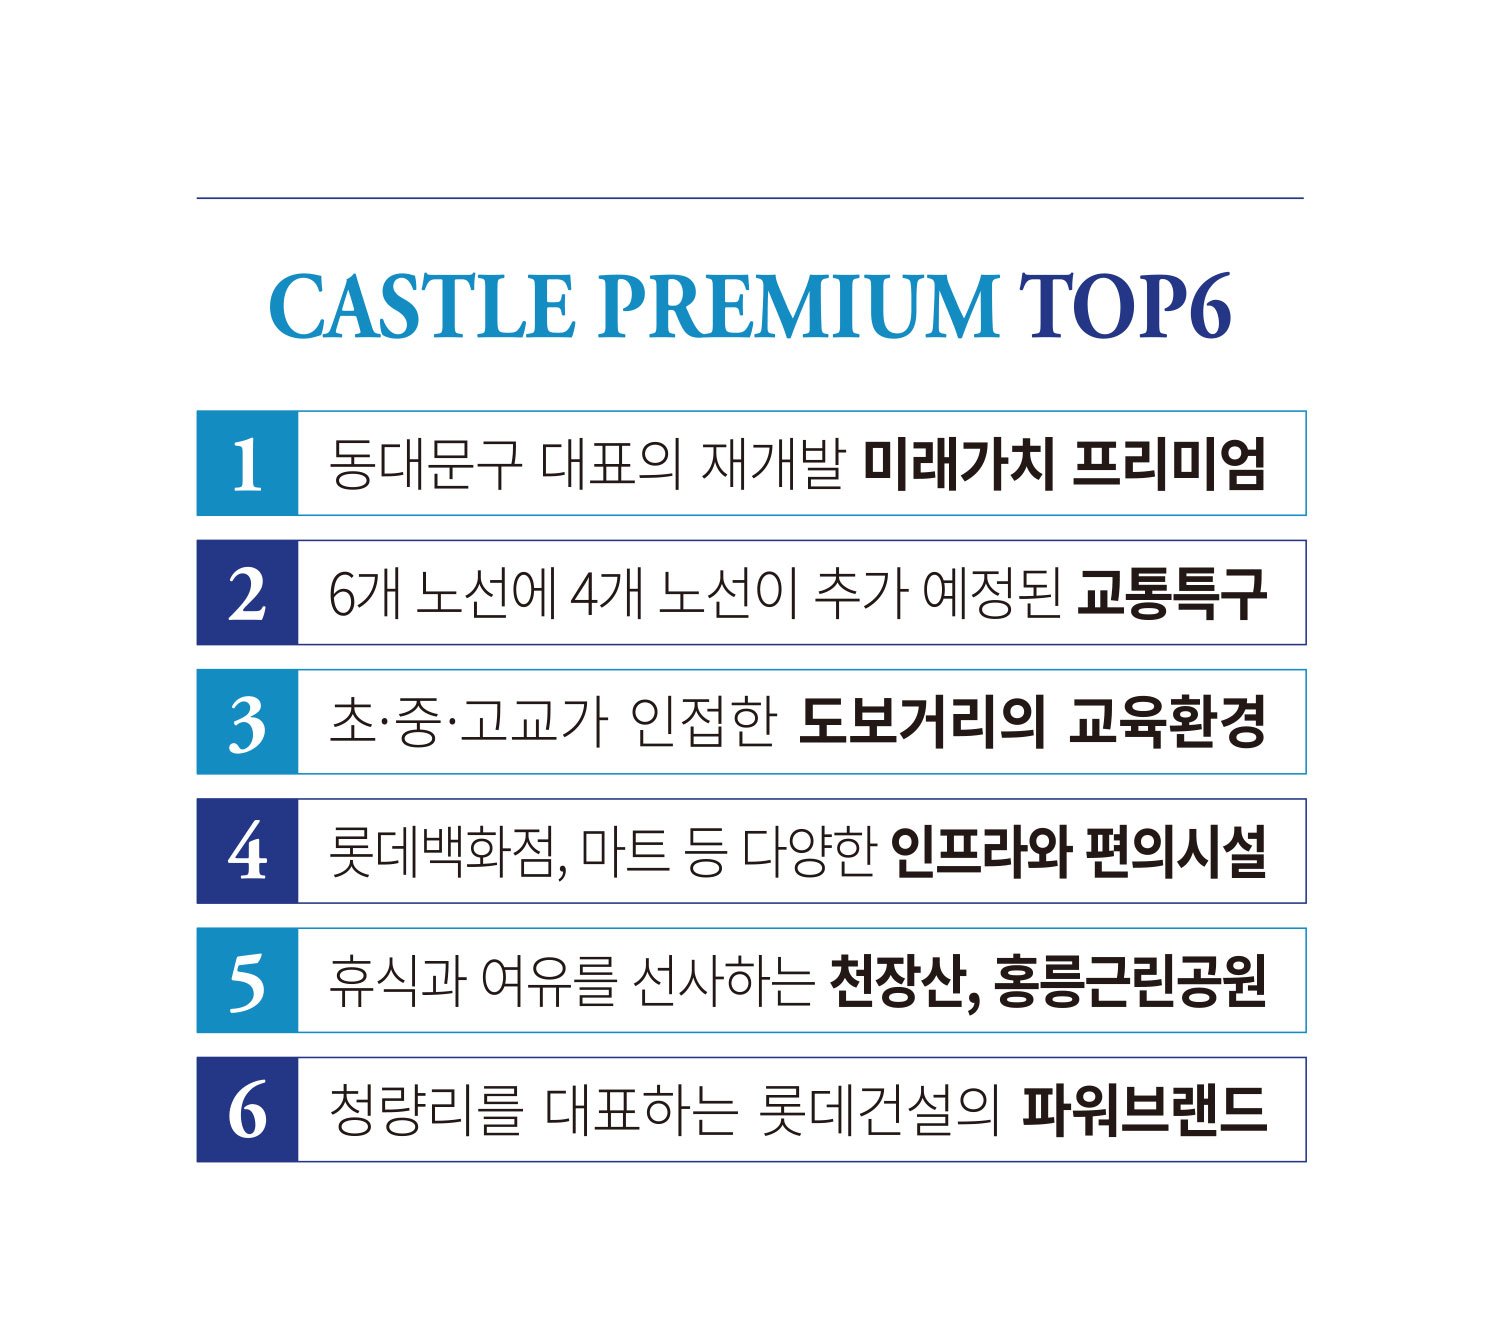 CASTLE PREMIUM TOP6
1 동대문구 대표의 재개발 미래가치 프리미엄
2 6개 노선에 4개 노선이 추가 예정된 교통특구
3 초·중·고교가 인접한 도보거리의 교육환경
4 롯데백화점, 마트 등 다양한 인프라와 편의시설
5 휴식과 여유를 선사하는 천장산, 홍릉근린공원
6 청량리를 대표하는 롯데건설의 파워브랜드